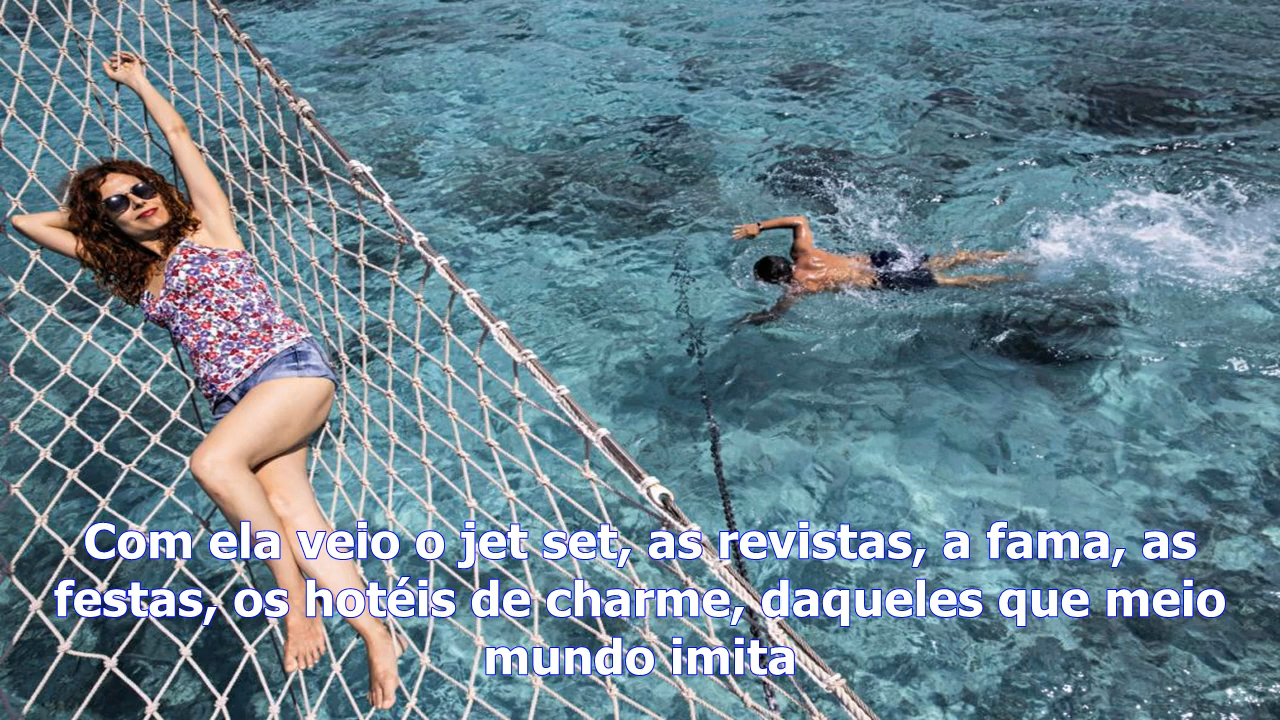 Com ela veio o jet set, as revistas, a fama, as
festas, os hotéis de charme, daqueles que meio
mundo imita